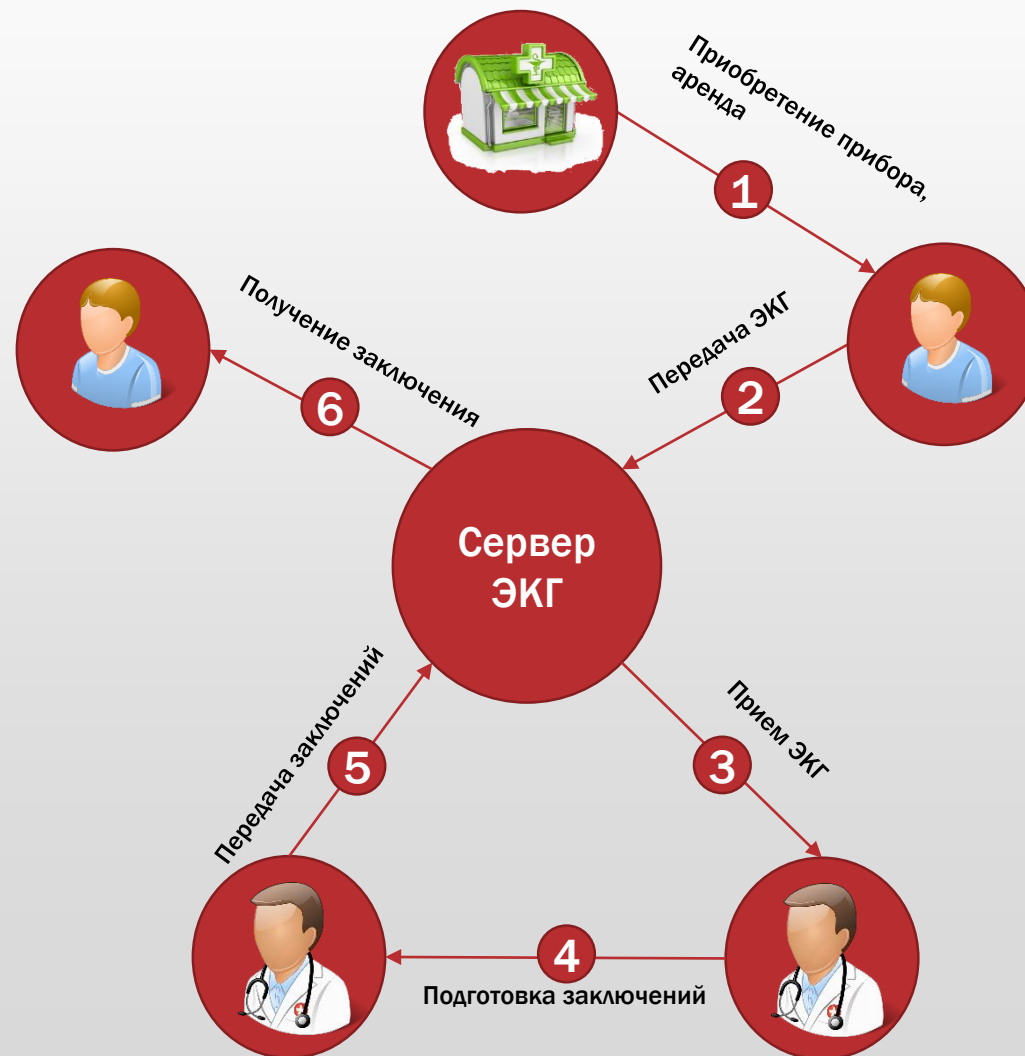 Приобретение прибора,
аренда
1
Получение заключения
Передача ЭКГ
2
6
Сервер
ЭКГ
Передача заключений
Прием ЭКГ
5
3
4
Подготовка заключений